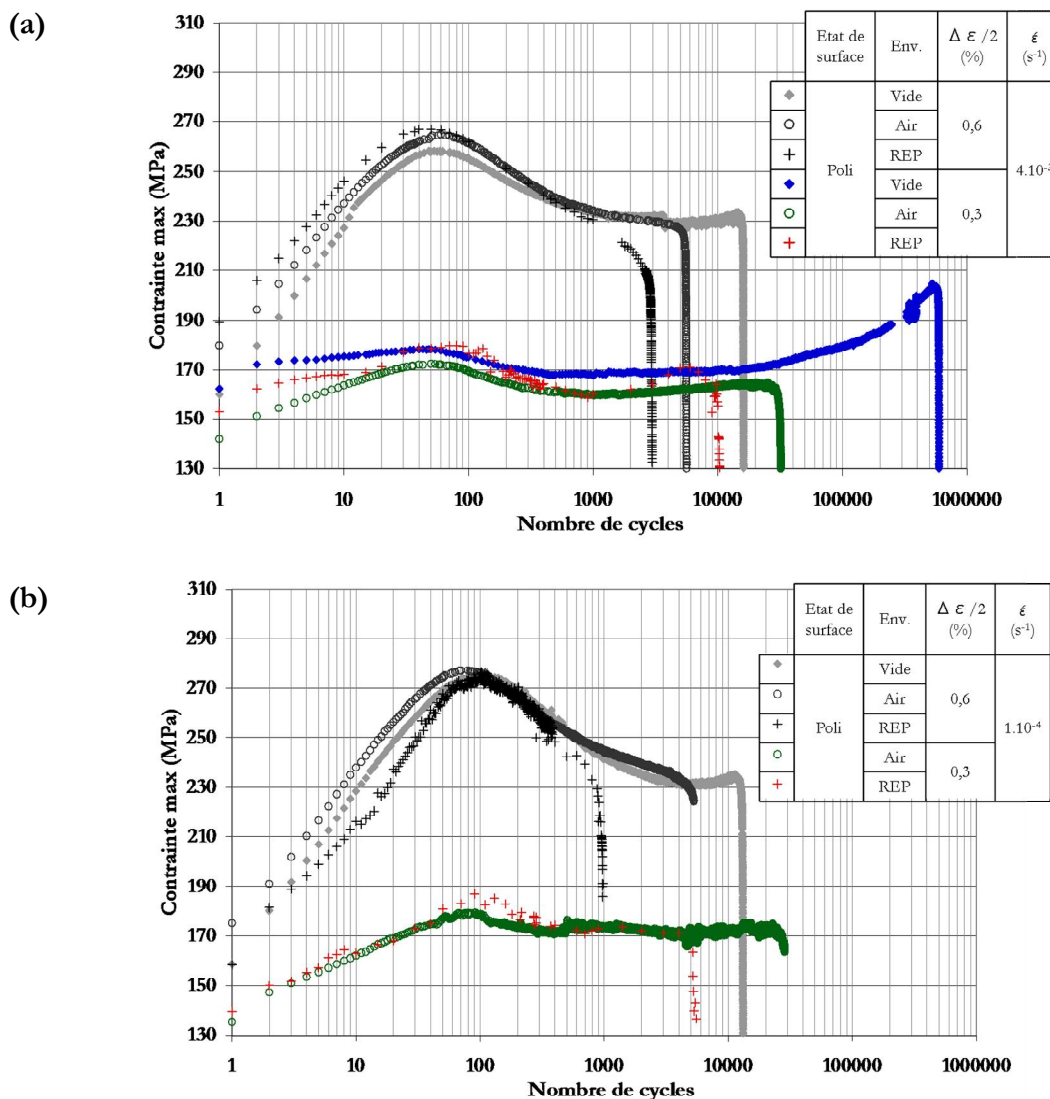 (a)
310
290
270
250
230
210
190
170
150
130
Contrainte max (MPa)
1 10 100 1000 10000 100000 1000000
Nombre de cycles
Etat de surface Env. Δ ε /2 (%) έ (s-1)
Vide
Air 0,6
REP
Poli
Vide
Air 0,3
REP
(b)
310
290
270
250
230
210
190
170
150
130
Contrainte max (MPa)
1 10 100 1000 10000 100000 1000000
Nombre de cycles
Etat de surface Env. Δ ε /2 (%) έ (s-1)
Vide
Air 0,6
REP
Poli 1.10-4
Air 0,3
REP